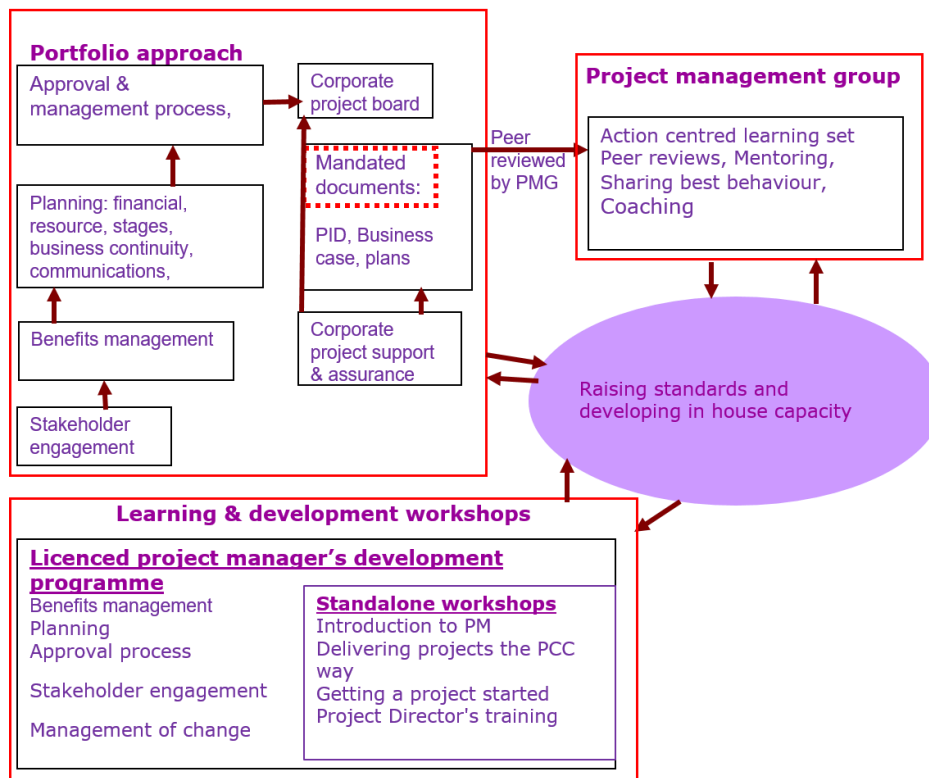 Portfolio approach
Approval &
management process,
Corporate
project board
Mandated
documents:
PID, Business
case, plans
Planning: financial,
resource, stages,
business continuity,
communications,
Benefits management
Corporate
project support
& assurance
Stakeholder
engagement
Peer
reviewed
by PMG
Project management group
Action centred learning set
Peer reviews, Mentoring,
Sharing best behaviour,
Coaching
Raising standards and
developing in house capacity
Learning & development workshops
Licenced project manager's development
programme
Benefits management
Planning
Approval process
Stakeholder engagement
Management of change
Standalone workshops
Introduction to PM
Delivering projects the PCC
way
Getting a project started
Project Director's training